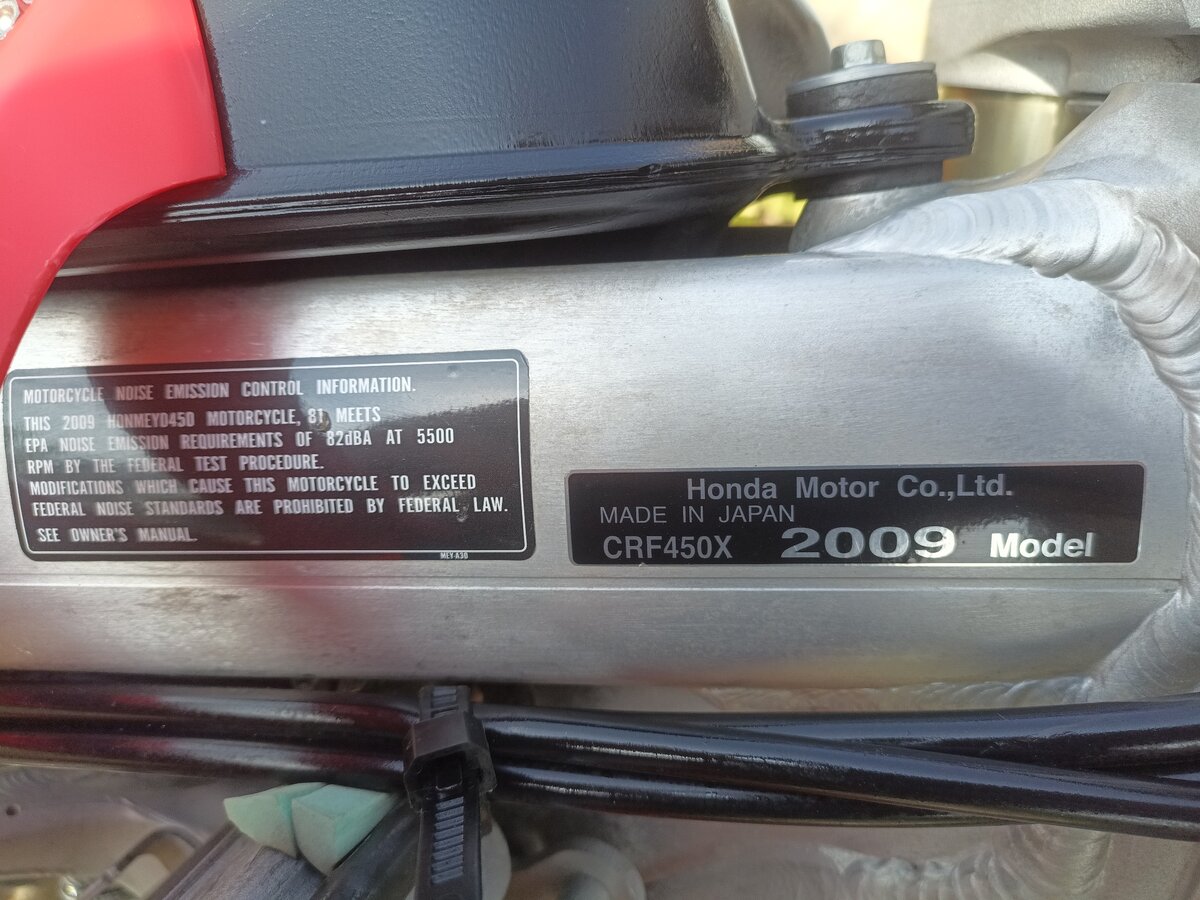 MOTORCYCLE NOISE EMISSION CONTROL INFORMATION.
THIS 2009 HONMEY0450 MOTORCYCLE, 81 MEETS
EPA NOISE EMISSION REQUIREMENTS OF 82dBA AT 5500
RPM BY THE FEDERAL TEST PROCEDURE.
MODIFICATIONS WHICH CAUSE THIS MOTORCYCLE TO EXCEED
FEDERAL NOISE STANDARDS ARE PROHIBITED BY FEDERAL LAW.
SEE OWNER'S MANUAL.
MEY-A30
Honda Motor Co.,Ltd.
MADE IN JAPAN
CRF450X 2009 Model